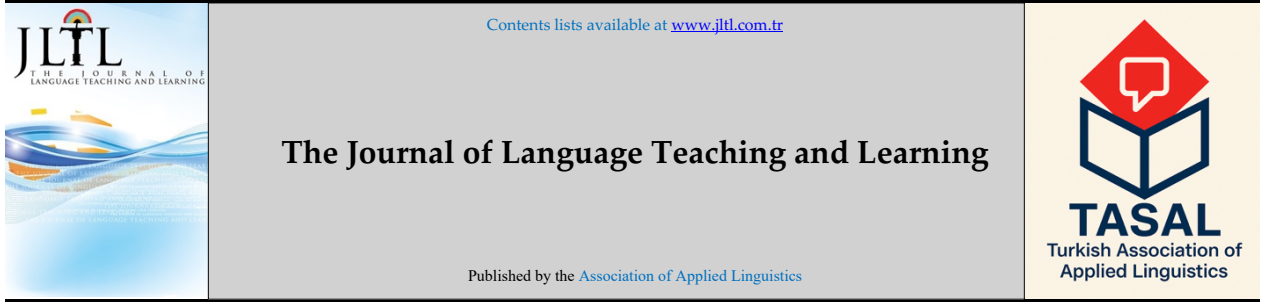 JLTL
THE JOURNAL OF
LANGUAGE TEACHING AND LEARNING
Contents lists available at www.jltl.com.tr
The Journal of Language Teaching and Learning
Published by the Association of Applied Linguistics
TASAL
Turkish Association of
Applied Linguistics